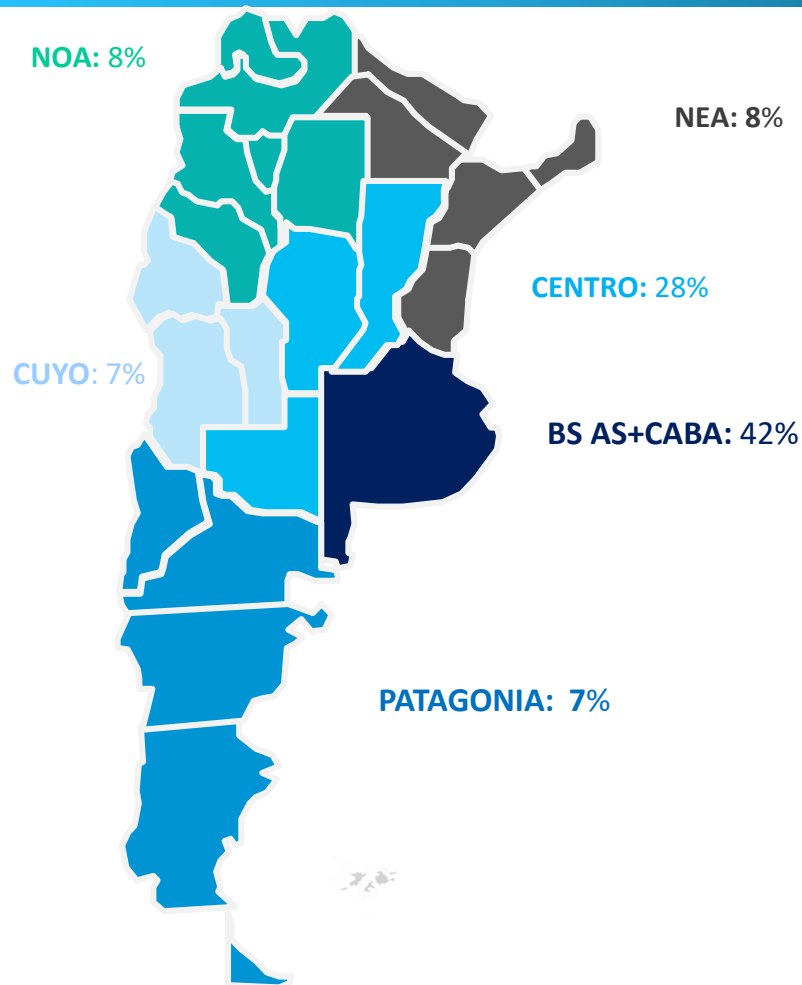 NOA: 8%
NEA: 8%
CENTRO: 28%
CUYO: 7%
BS AS+CABA: 42%
PATAGONIA: 7%